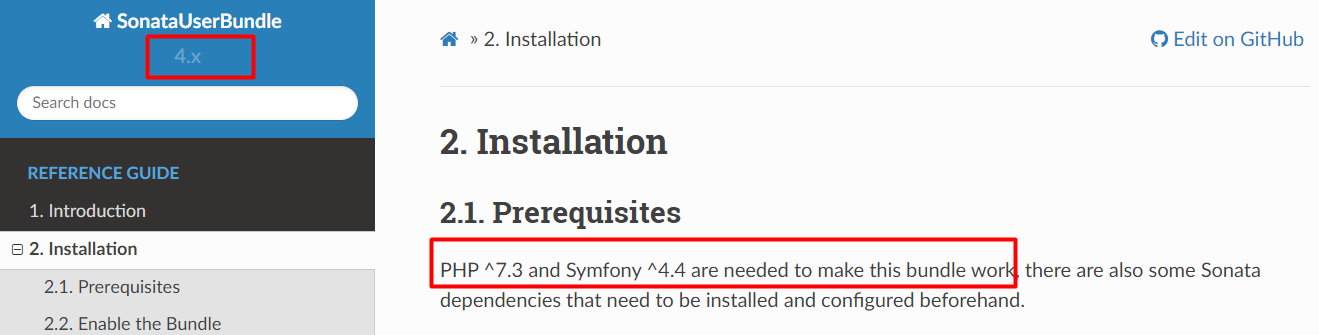 SonataUserBundle
4.x
Search docs
REFERENCE GUIDE
1. Introduction
2. Installation
2.1. Prerequisites
2.2. Enable the Bundle
» 2. Installation
Edit on GitHub
2. Installation
2.1. Prerequisites
PHP ^7.3 and Symfony ^4.4 are needed to make this bundle work, there are also some Sonata
dependencies that need to be installed and configured beforehand.